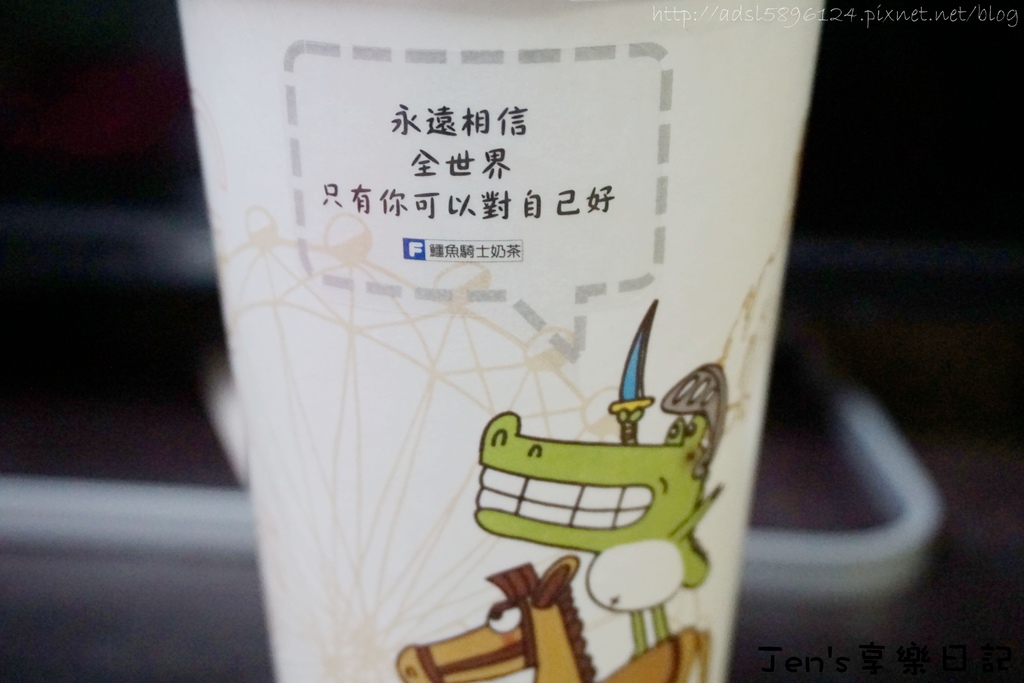 http://adsl5896124.pixnet.net/blog
永遠相信
全世界
只有你可以對自己好
F 鱷魚騎士奶茶
Jen's享樂日記